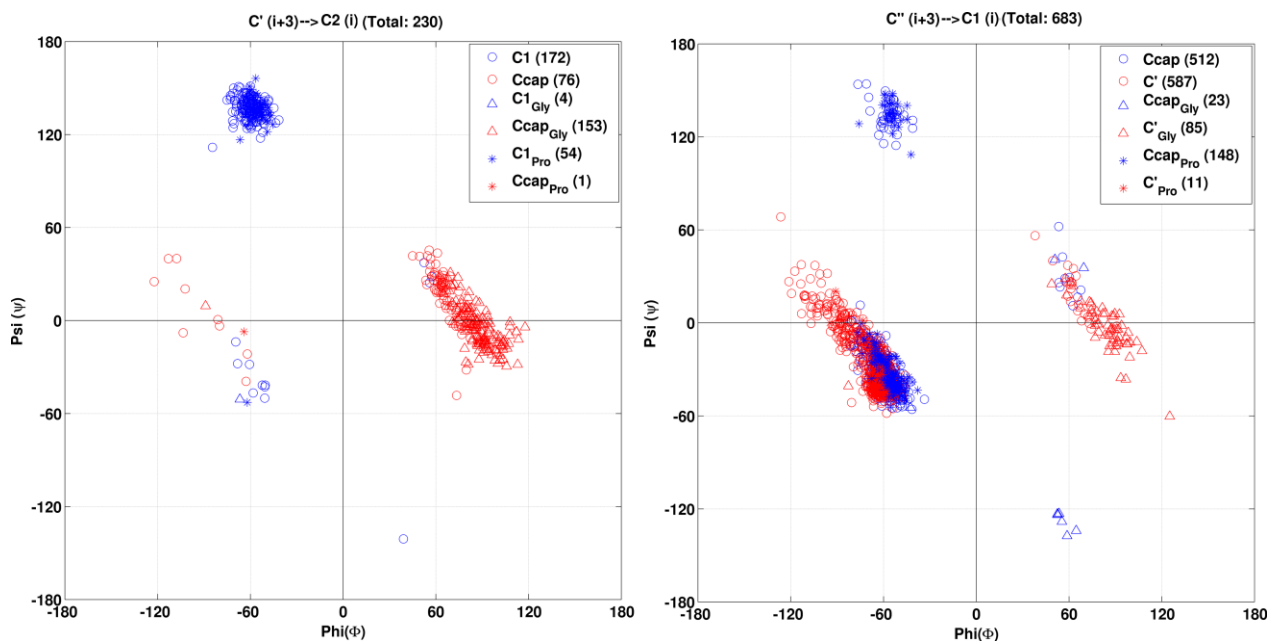 C' (i+3)-->C2 (i) (Total: 230)
180
120
60
0
-60
-120
-180
Psi (ψ)
-180
-120
-60
0
60
120
180
Phi(Φ)
C1 (172)
Ccap (76)
C1Gly (4)
CcapGly (153)
C1Pro (54)
CcapPro (1)
C'' (i+3)-->C1 (i) (Total: 683)
180
120
60
0
-60
-120
-180
Psi (ψ)
-180
-120
-60
0
60
120
180
Phi(Φ)
Ccap (512)
C' (587)
CcapGly (23)
C'Gly (85)
CcapPro (148)
C'Pro (11)